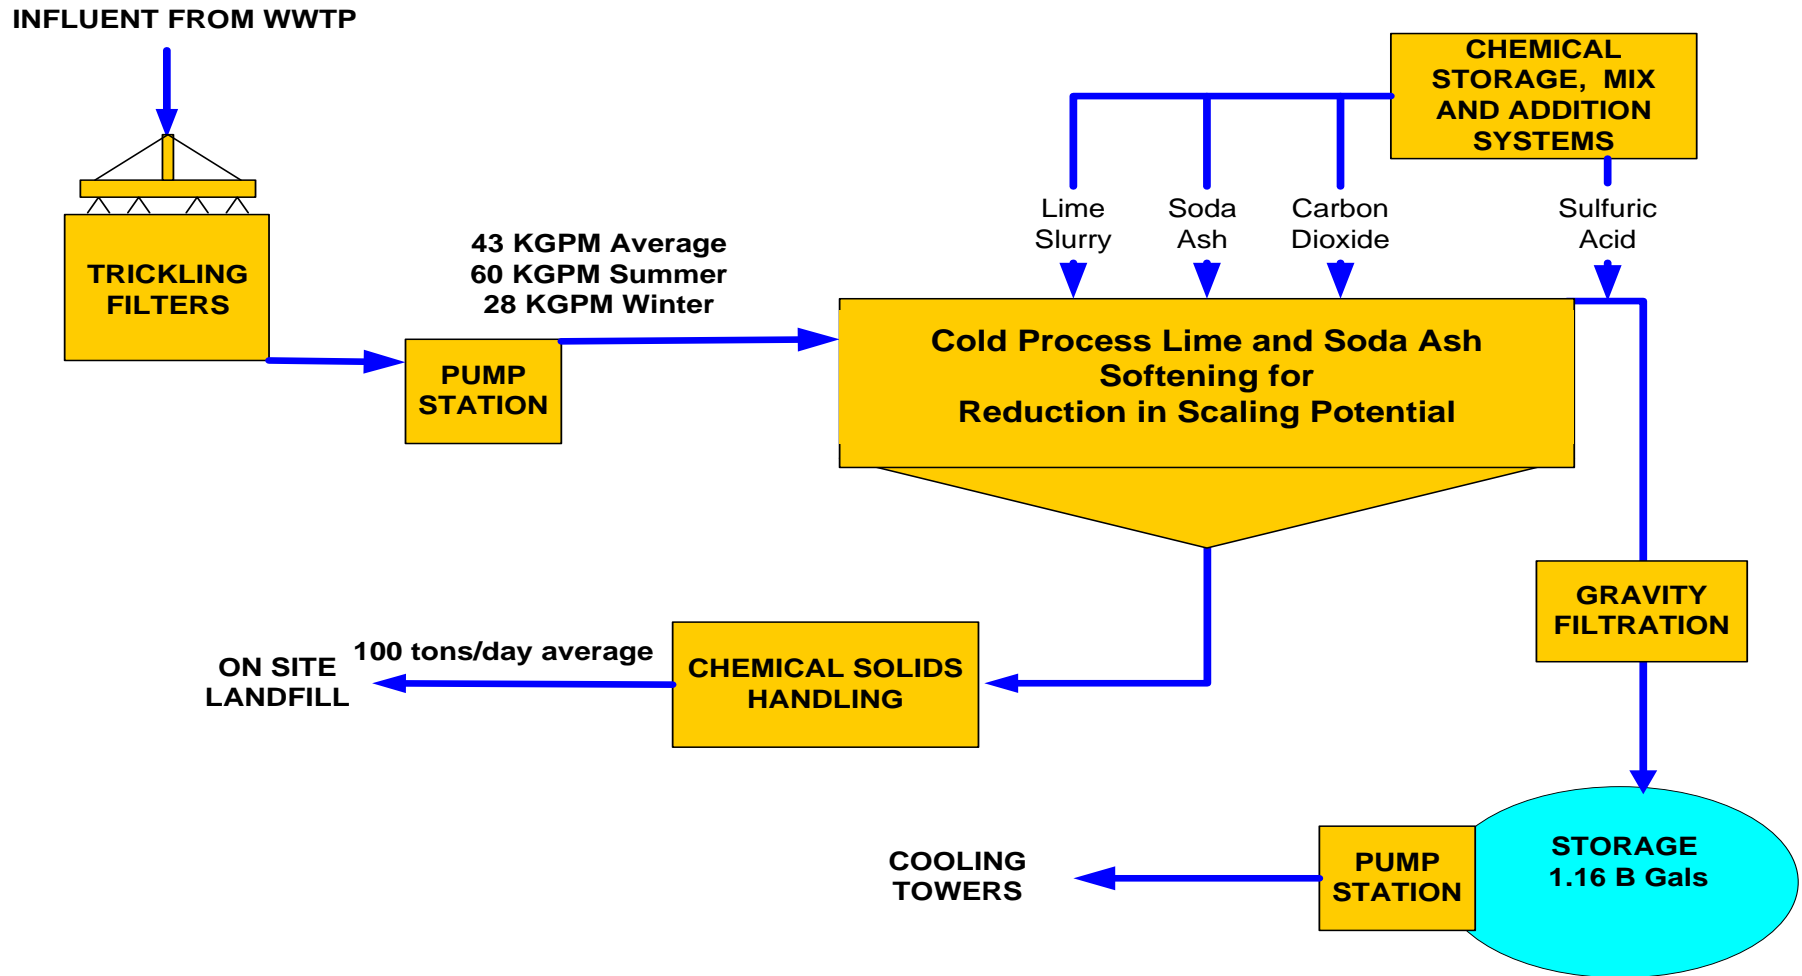 INFLUENT FROM WWTP
CHEMICAL
STORAGE, MIX
AND ADDITION
SYSTEMS
Lime
Slurry
Soda
Ash
Carbon
Dioxide
Sulfuric
Acid
TRICKLING
FILTERS
43 KGPM Average
60 KGPM Summer
28 KGPM Winter
PUMP
STATION
Cold Process Lime and Soda Ash
Softening for
Reduction in Scaling Potential
GRAVITY
FILTRATION
ON SITE
LANDFILL
100 tons/day average
CHEMICAL SOLIDS
HANDLING
COOLING
TOWERS
PUMP
STATION
STORAGE
1.16 B Gals